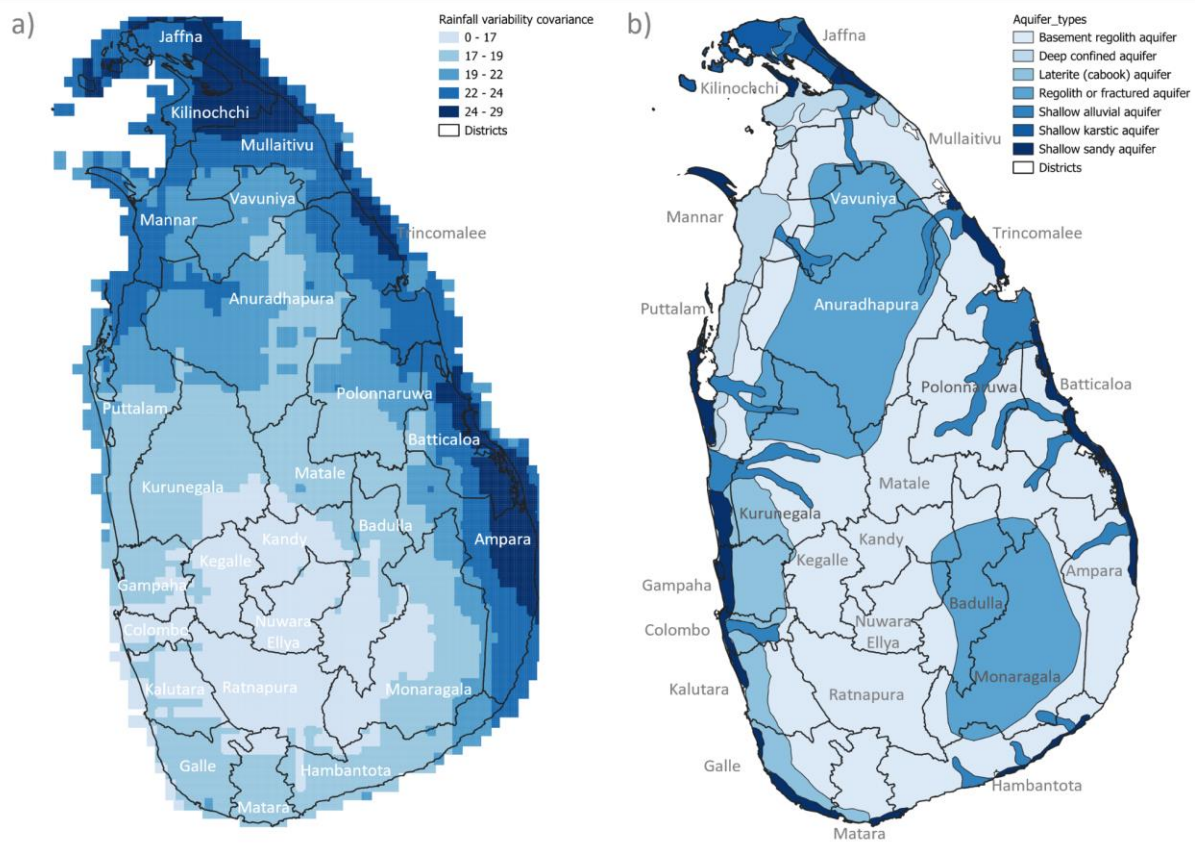 a)
Rainfall variability covariance
0 - 17
17 - 19
19 - 22
22 - 24
24 - 29
Districts
Jaffna
Kilinochchi
Mullaitivu
Vavuniya
Mannar
Trincomalee
Anuradhapura
Polonnaruwa
Puttalam
Batticaloa
Matale
Kurunegala
Badulla
Kandy
Ampara
Kegalle
Gampaha
Nuwara
Ellya
Colombo
Kalutara
Ratnapura
Monaragala
Galle
Hambantota
Matara
b)
Aquifer_types
Basement regolith aquifer
Deep confined aquifer
Laterite (cabook) aquifer
Regolith or fractured aquifer
Shallow alluvial aquifer
Shallow karstic aquifer
Shallow sandy aquifer
Districts
Jaffna
Kilinochchi
Mullaitivu
Vavuniya
Mannar
Trincomalee
Puttalam
Anuradhapura
Polonnaruwa
Batticaloa
Matale
Kurunegala
Kandy
Kegalle
Ampara
Gampaha
Badulla
Nuwara
Ellya
Colombo
Monaragala
Kalutara
Ratnapura
Galle
Hambantota
Matara